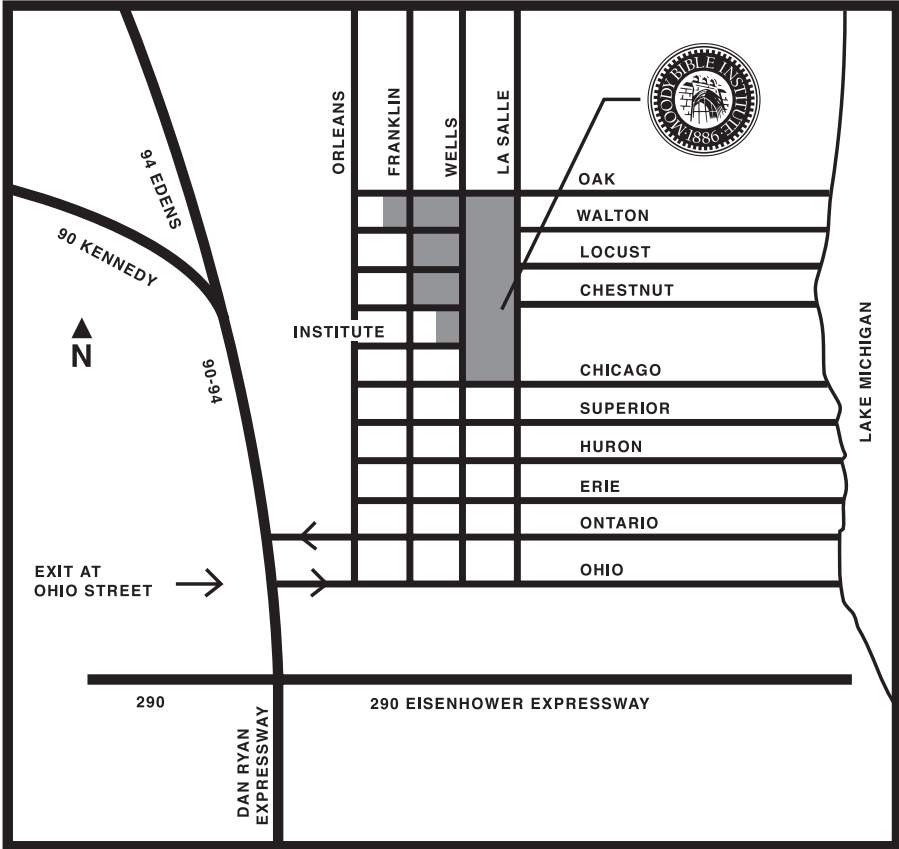 MOODY BIBLE INSTITUTE
1886
ORLEANS
FRANKLIN
WELLS
LA SALLE
94 EDENS
90 KENNEDY
OAK
WALTON
LOCUST
CHESTNUT
INSTITUTE
N
90-94
CHICAGO
SUPERIOR
HURON
ERIE
ONTARIO
OHIO
LAKE MICHIGAN
EXIT AT
OHIO STREET
290
290 EISENHOWER EXPRESSWAY
DAN RYAN
EXPRESSWAY